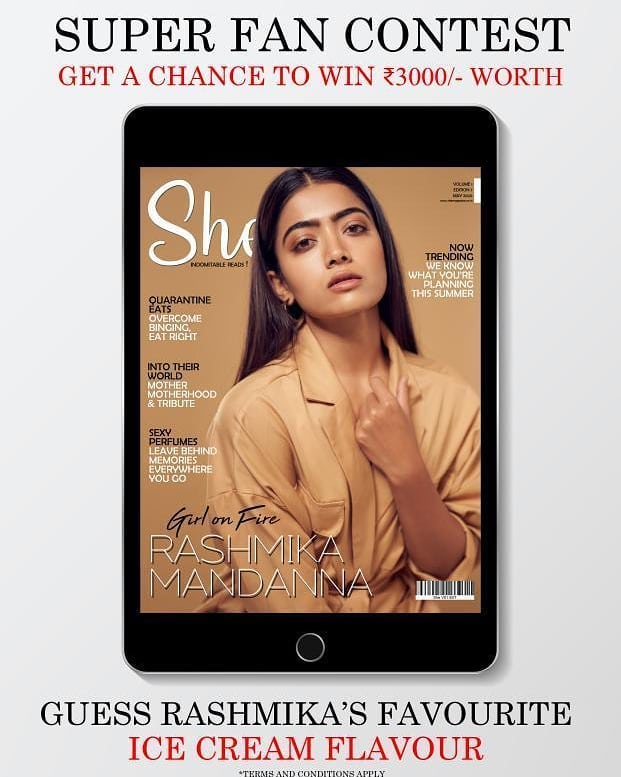 SUPER FAN CONTEST
GET A CHANCE TO WIN ₹3000/- WORTH
She
INDOMITABLE READS !
VOLUME 1
EDITION 1
MAY 2020
NOW
TRENDING
WE KNOW
WHAT YOU'RE
PLANNING
THIS SUMMER
QUARANTINE
EATS
OVERCOME
BINGING,
EAT RIGHT
INTO THEIR
WORLD
MOTHER
MOTHERHOOD
& TRIBUTE
SEXY
PERFUMES
LEAVE BEHIND
MEMORIES
EVERYWHERE
YOU GO
Girl on Fire
RASHMIKA
MANDANNA
GUESS RASHMIKA'S FAVOURITE
ICE CREAM FLAVOUR
*TERMS AND CONDITIONS APPLY